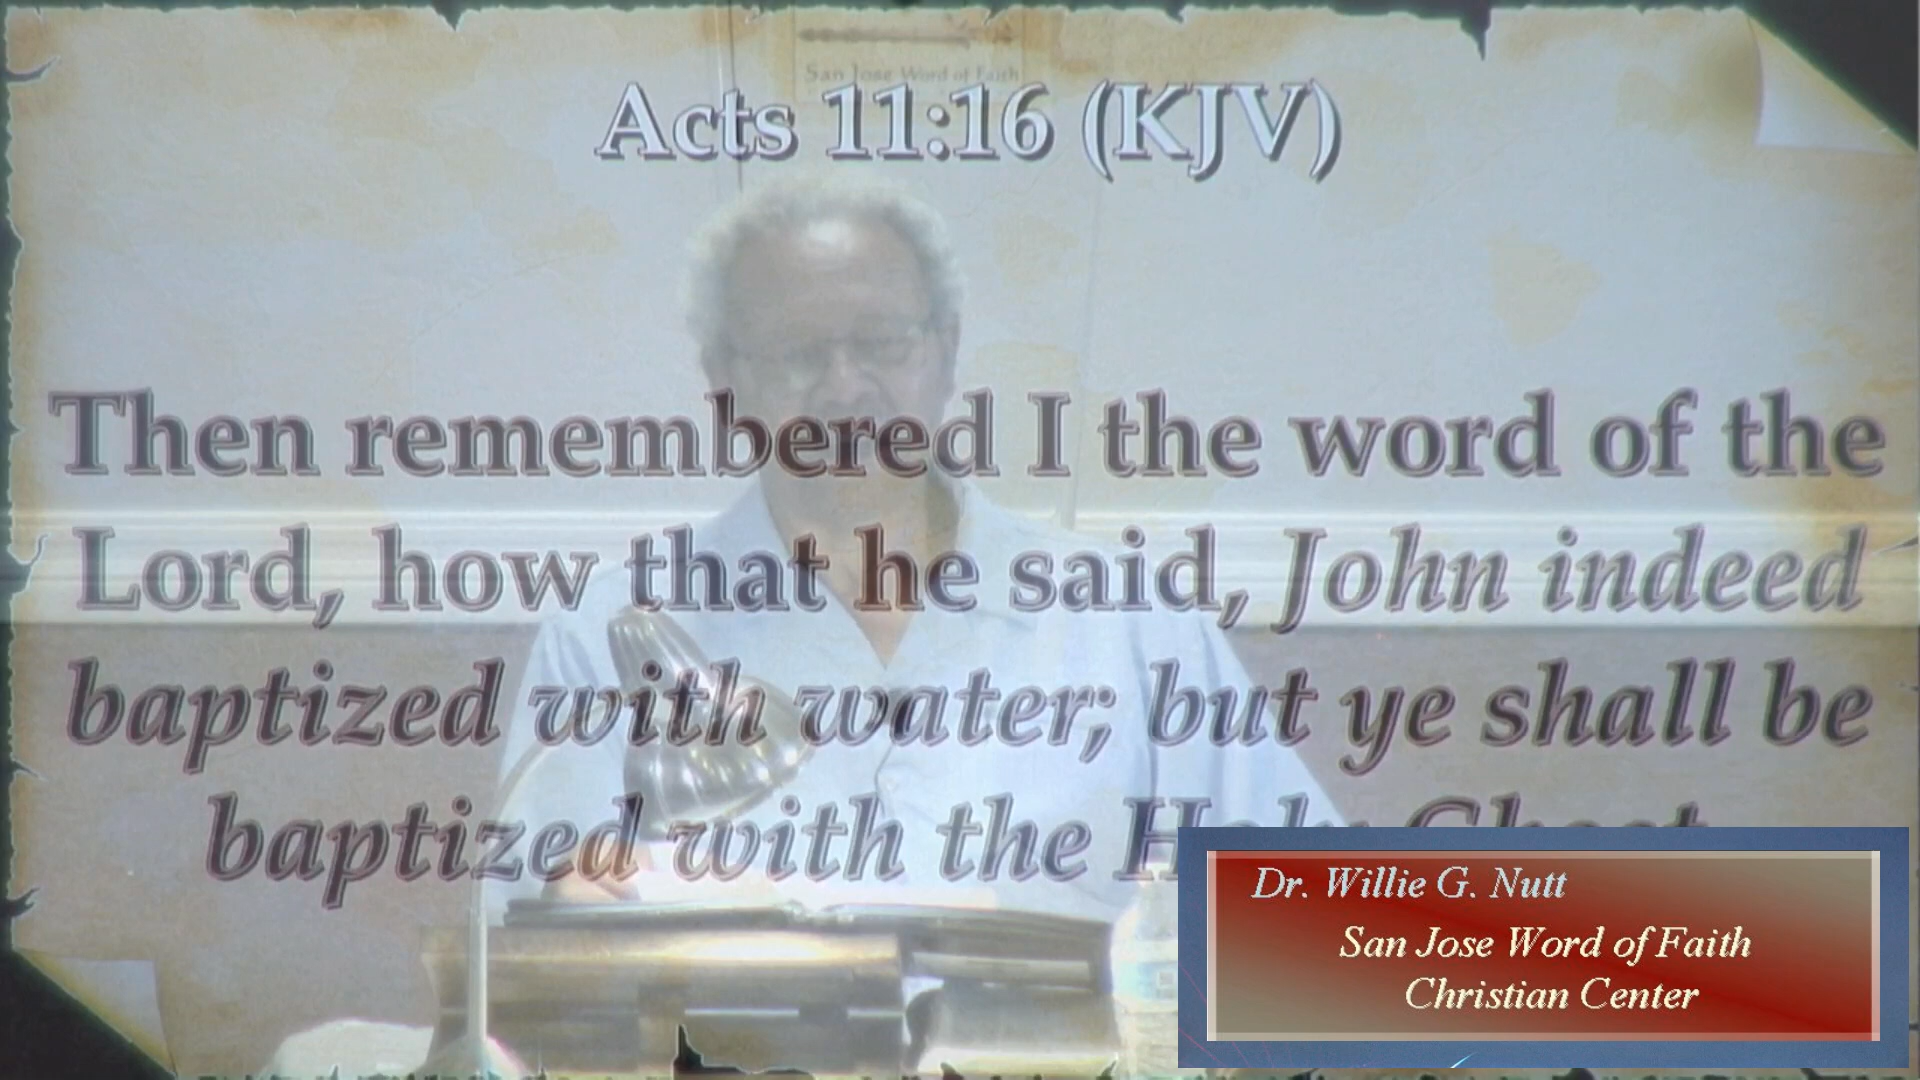 San Jose Word of Faith
Acts 11:16 (KJV)
Then remembered I the word of the
Lord, how that he said, John indeed
baptized with water; but ye shall be
baptized with the Holy Ghost.
Dr. Willie G. Nutt
San Jose Word of Faith
Christian Center